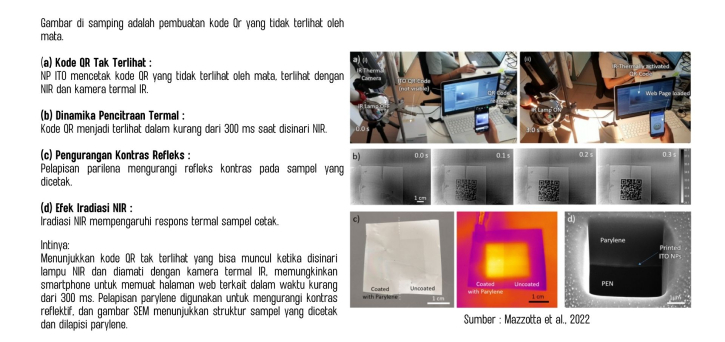 Gambar di samping adalah pembuatan kode Qr yang tidak terlihat oleh
mata.
(a) Kode QR Tak Terlihat :
NP ITO mencetak kode QR yang tidak terlihat oleh mata, terlihat dengan
NIR dan kamera termal IR.
(b) Dinamika Pencitraan Termal :
Kode QR menjadi terlihat dalam kurang dari 300 ms saat disinari NIR.
(c) Pengurangan Kontras Refleks :
Pelapisan parilena mengurangi refleks kontras pada sampel yang
dicetak.
(d) Efek Iradiasi NIR :
Iradiasi NIR mempengaruhi respons termal sampel cetak.
Intinya:
Menunjukkan kode QR tak terlihat yang bisa muncul ketika disinari
lampu NIR dan diamati dengan kamera termal IR, memungkinkan
smartphone untuk memuat halaman web terkait dalam waktu kurang
dari 300 ms. Pelapisan parylene digunakan untuk mengurangi kontras
reflektif, dan gambar SEM menunjukkan struktur sampel yang dicetak
dan dilapisi parylene.
a) (i)
IR Thermal
Camera
ITO QR Code
(not visible)
QR Code
IR Lamp
0.0 s
(ii)
IR Thermally activated
QR Code
Web Page loaded
IR Lamp ON
b)
0.0 s
0.1 s
0.2 s
0.3 s
1 cm
c)
Coated
with Parylene
Uncoated
1 cm
Coated
with Parylene
Uncoated
1 cm
d)
Parylene
Printed
ITO NPs
PEN
Sumber : Mazzotta et al., 2022